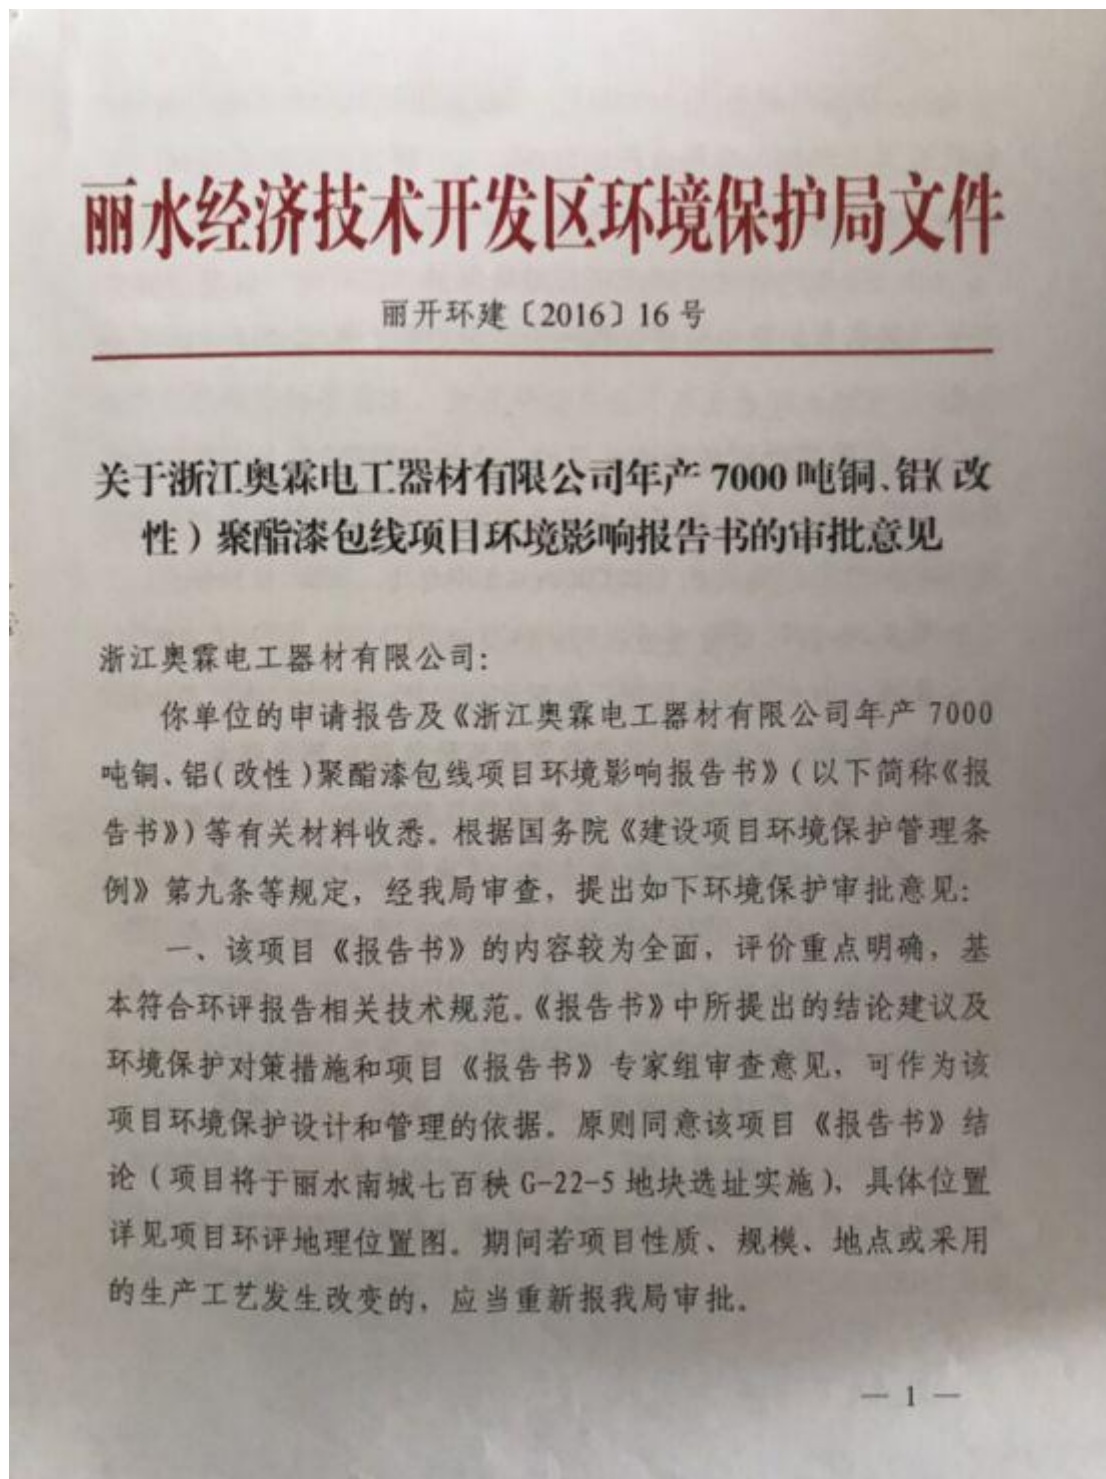 丽水经济技术开发区环境保护局文件
丽开环建〔2016〕16号
关于浙江奥霖电工器材有限公司年产7000吨铜、铝(改
性)聚酯漆包线项目环境影响报告书的审批意见
浙江奥霖电工器材有限公司:
你单位的申请报告及《浙江奥霖电工器材有限公司年产7000
吨铜、铝(改性)聚酯漆包线项目环境影响报告书》(以下简称《报
告书》)等有关材料收悉。根据国务院《建设项目环境保护管理条
例》第九条等规定，经我局审查，提出如下环境保护审批意见:
一、该项目《报告书》的内容较为全面，评价重点明确，基
本符合环评报告相关技术规范。《报告书》中所提出的结论建议及
环境保护对策措施和项目《报告书》专家组审查意见，可作为该
项目环境保护设计和管理的依据。原则同意该项目《报告书》结
论(项目将于丽水南城七百秧G-22-5地块选址实施)，具体位置
详见项目环评地理位置图。期间若项目性质、规模、地点或采用
的生产工艺发生改变的，应当重新报我局审批。
— 1 —